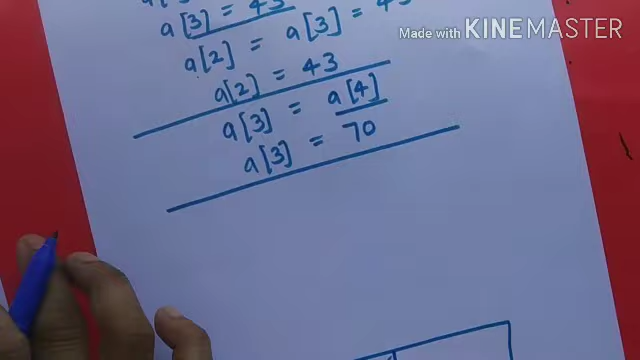 a[3] = 43
Made with KINEMASTER
a[2] = a[3] = 43
a[2] = 43
a[3] = a[4]
a[3] = 70